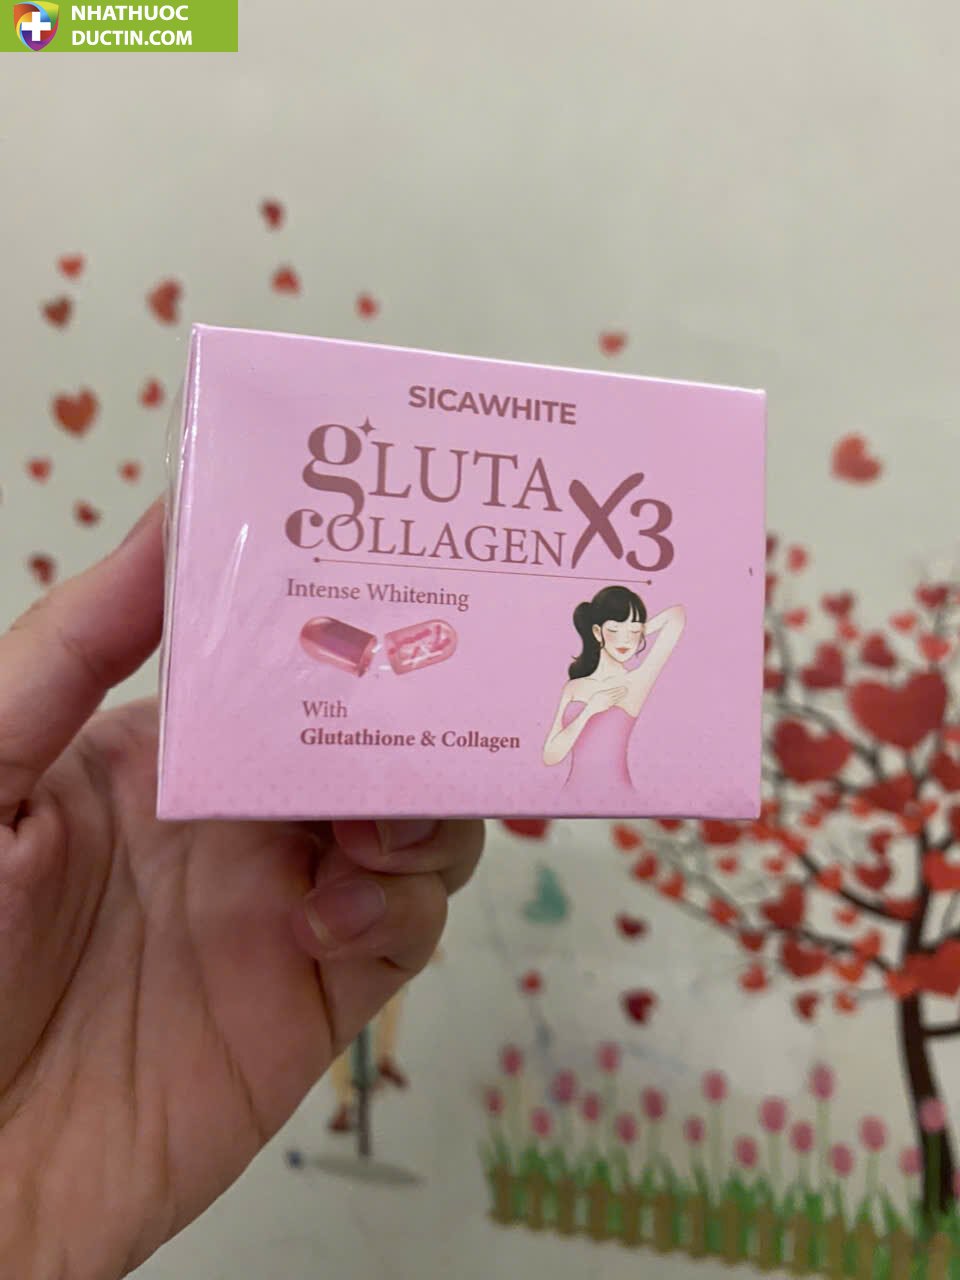 NHATHUOC
DUCTIN.COM
SICAWHITE
gLUTA
COLLAGEN X3
Intense Whitening
With
Glutathione & Collagen